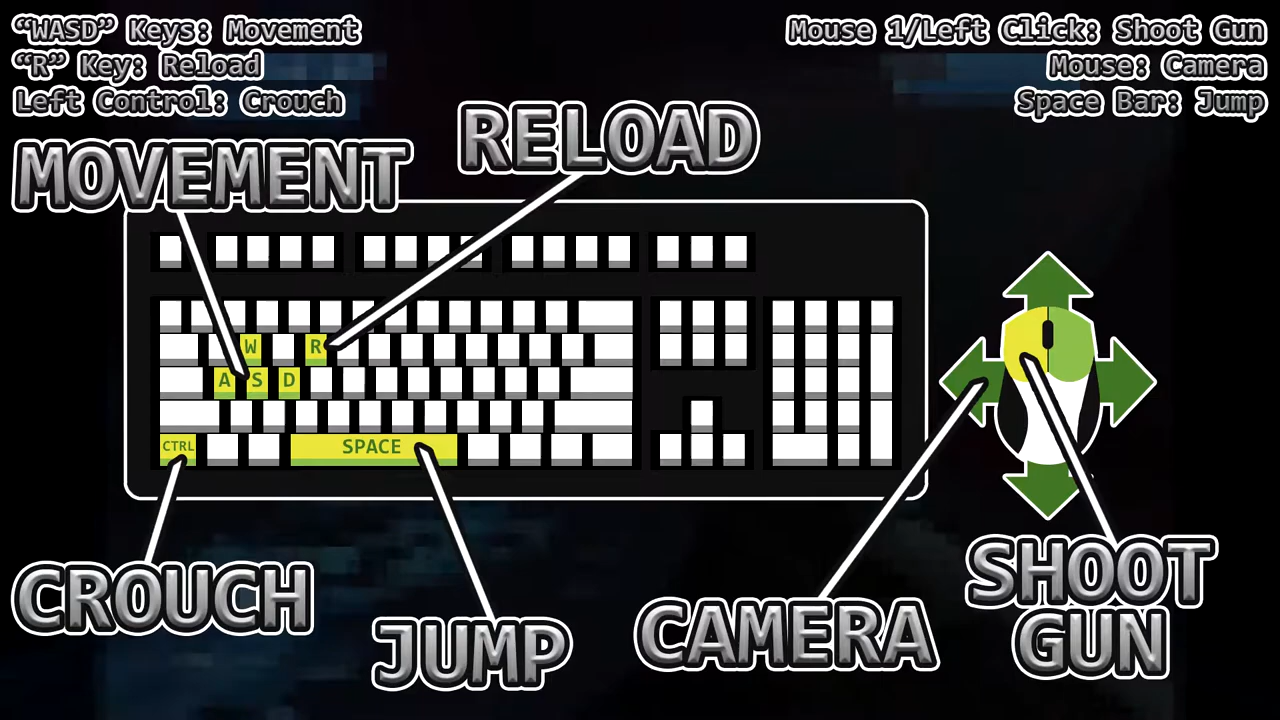 “WASD” Keys: Movement
“R” Key: Reload
Left Control: Crouch
Mouse 1/Left Click: Shoot Gun
Mouse: Camera
Space Bar: Jump
MOVEMENT
RELOAD
W
R
A
S
D
CTRL
SPACE
CROUCH
JUMP
CAMERA
SHOOT
GUN